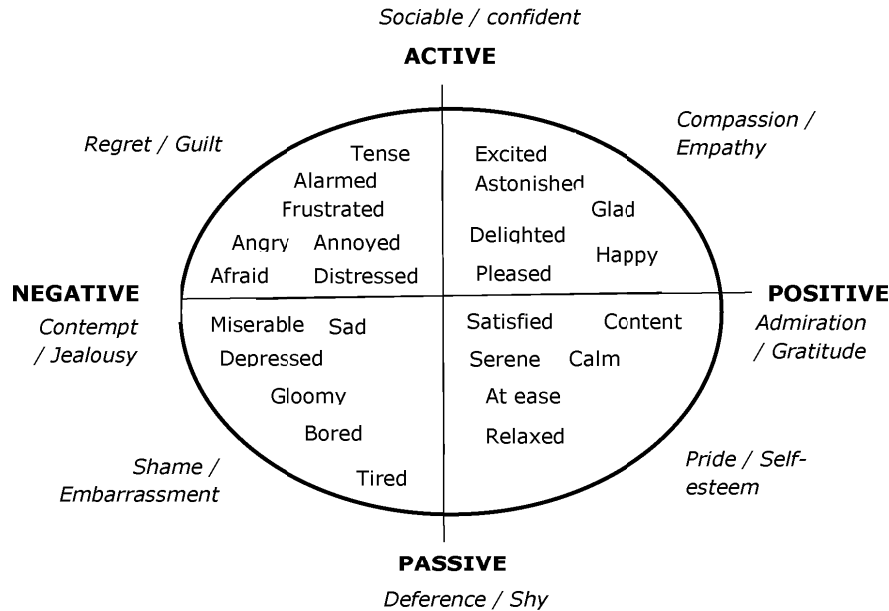 Sociable / confident
ACTIVE
Compassion /
Empathy
Regret / Guilt
Tense
Excited
Alarmed
Astonished
Frustrated
Glad
Angry
Annoyed
Delighted
Happy
Afraid
Distressed
Pleased
NEGATIVE
POSITIVE
Contempt
/ Jealousy
Miserable
Sad
Satisfied
Content
Admiration
/ Gratitude
Depressed
Serene
Calm
Gloomy
At ease
Bored
Relaxed
Shame /
Embarrassment
Tired
Pride / Self-
esteem
PASSIVE
Deference / Shy